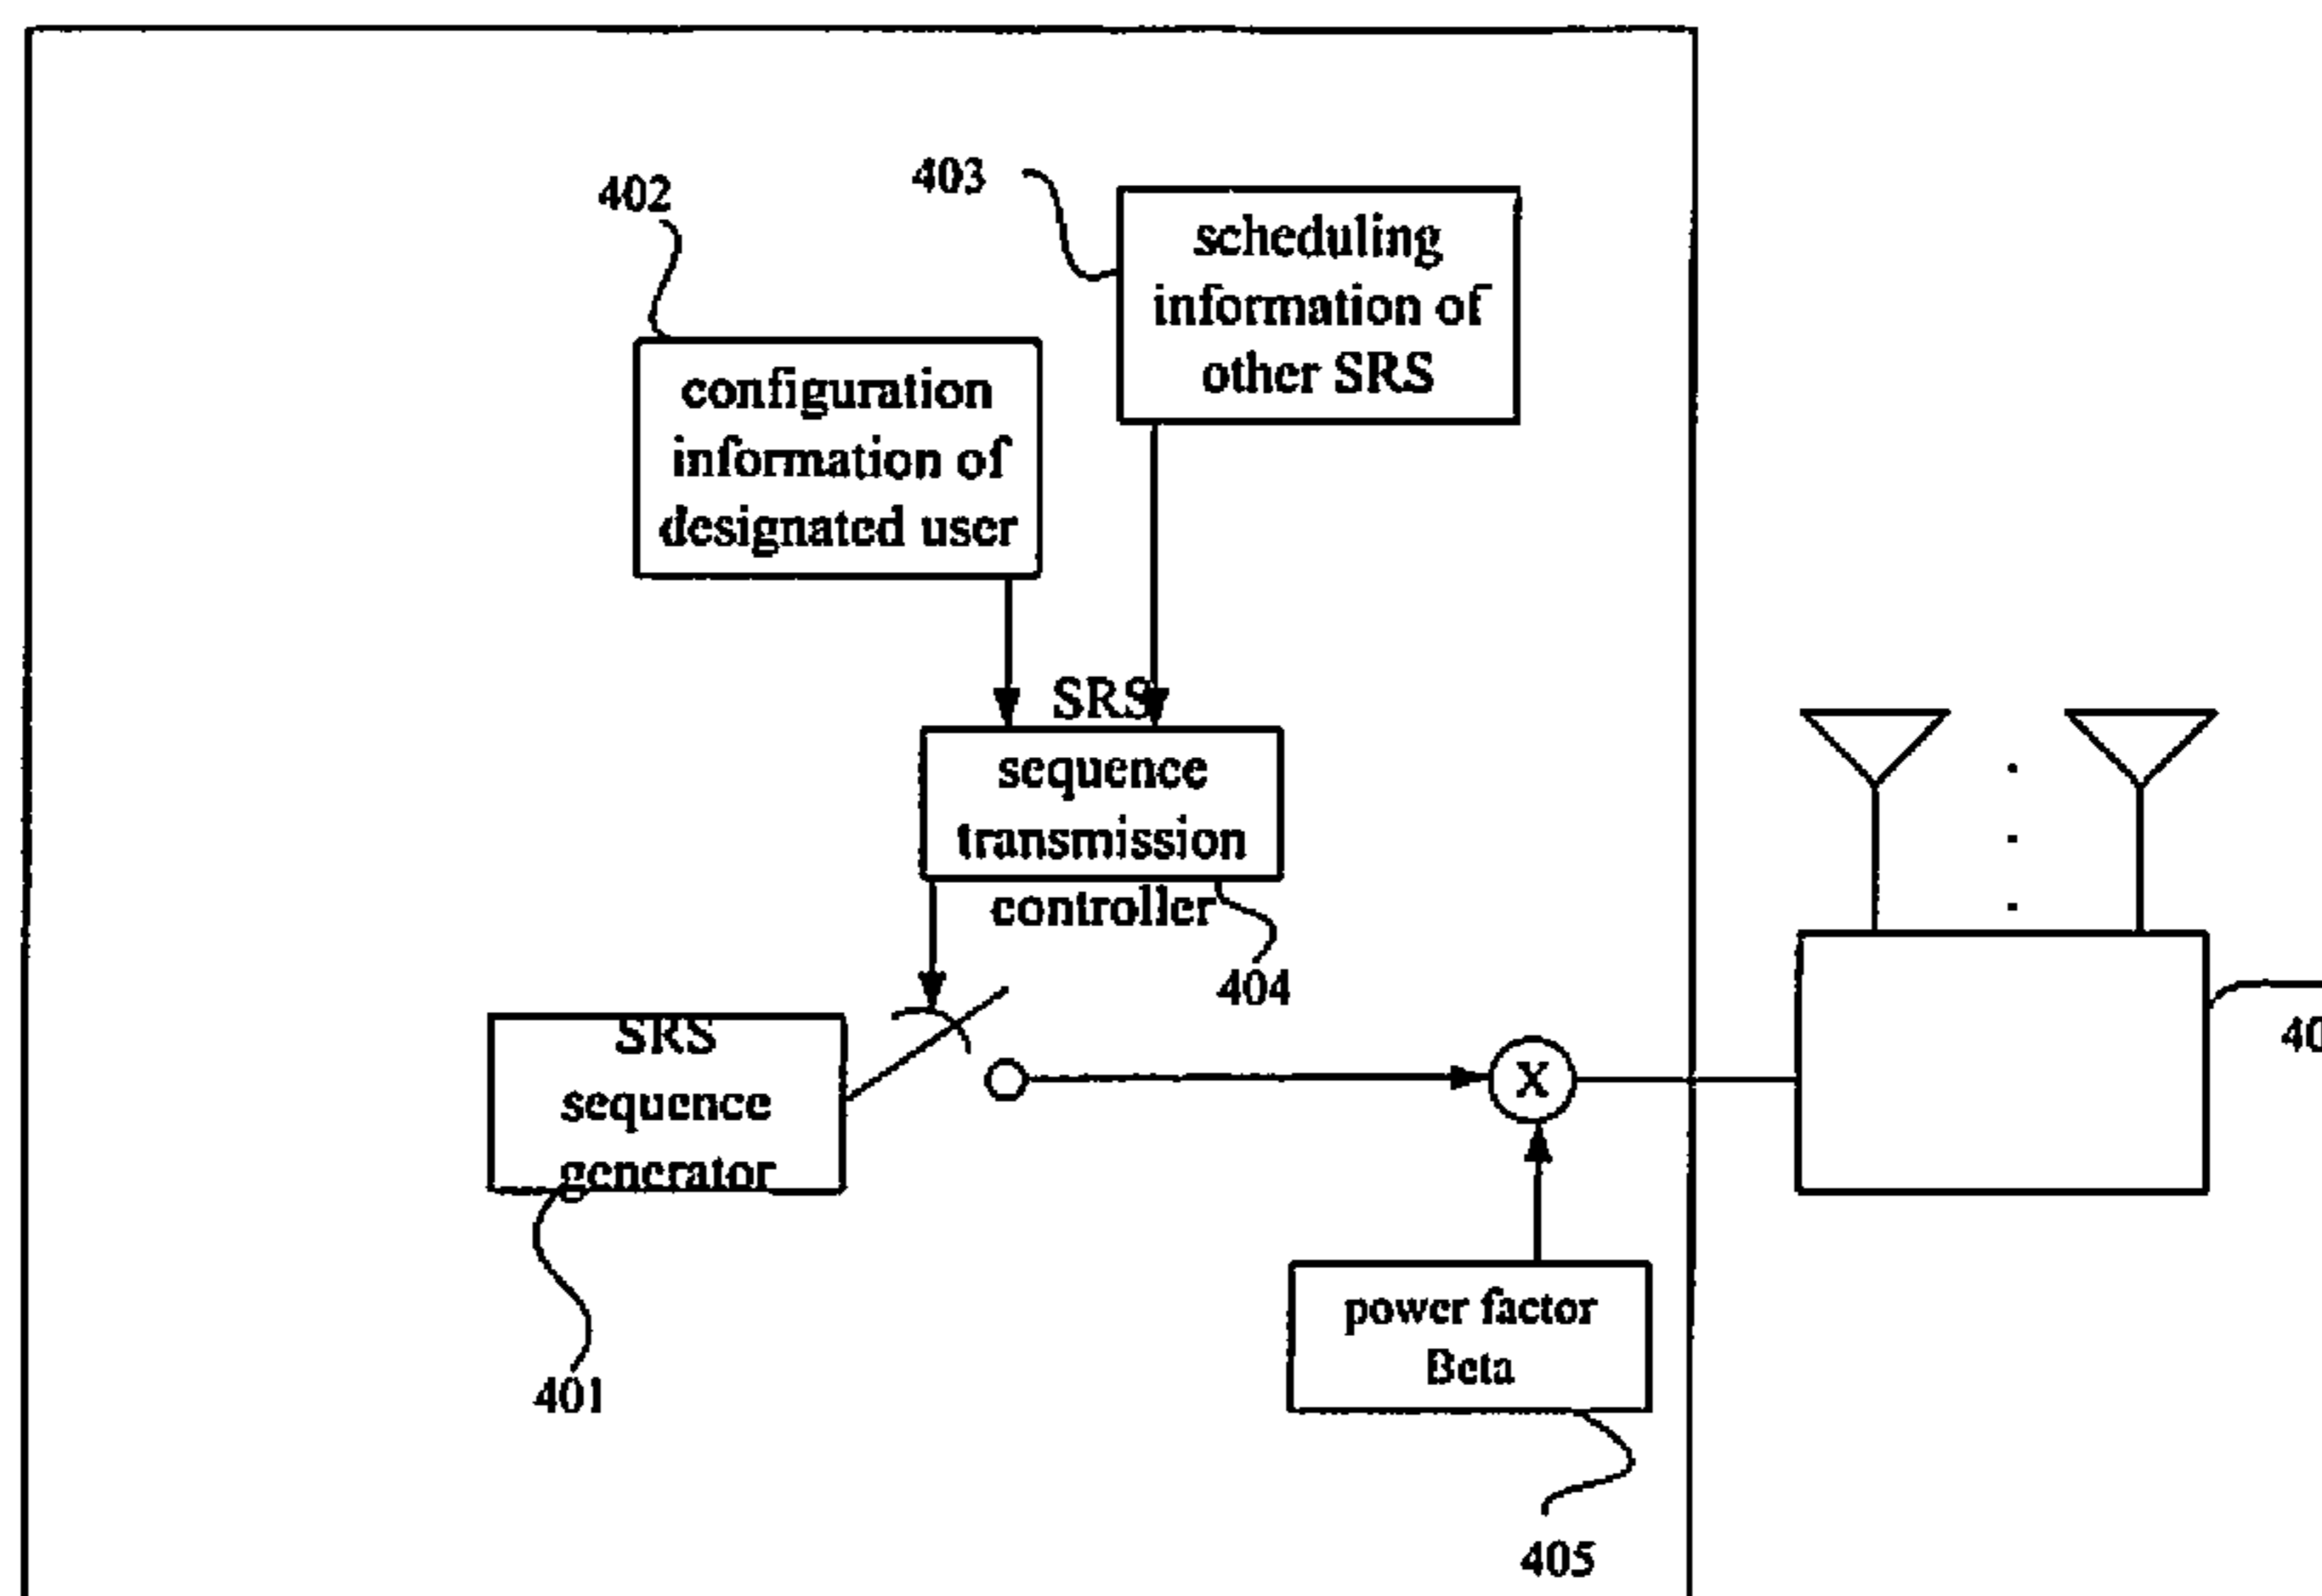 402
403
scheduling
information of
other SRS
configuration
information of
designated user
SRS
sequence
transmission
controller
404
SRS
sequence
generator
X
40
401
power factor
Beta
405